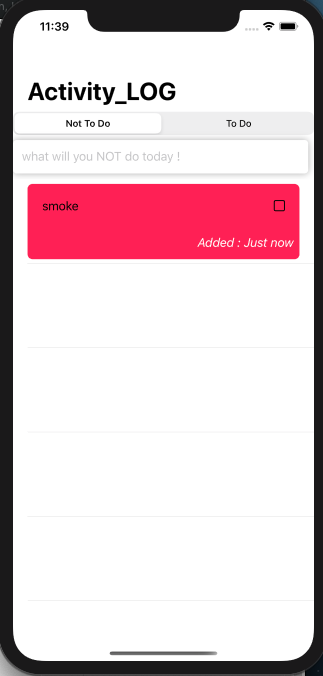 11:39
Activity_LOG
Not To Do
To Do
what will you NOT do today !
smoke
Added : Just now